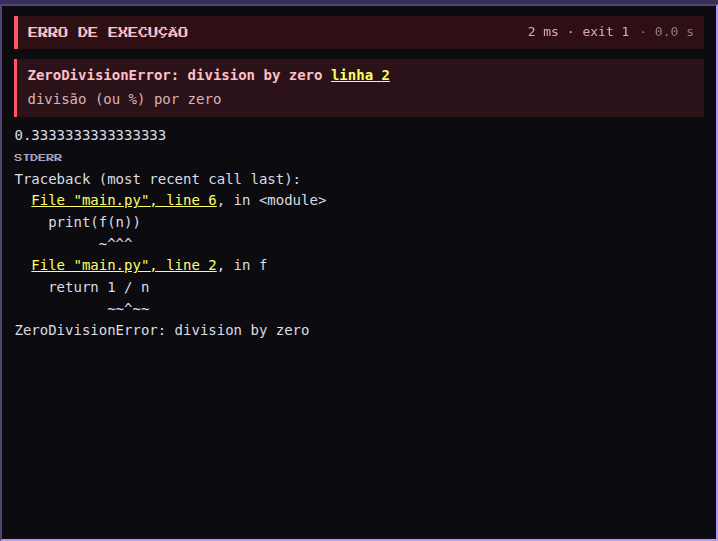 ERRO DE EXECUÇÃO 2 ms · exit 1 · 0.0 s
ZeroDivisionError: division by zero linha 2
divisão (ou %) por zero
0.3333333333333333
STDERR
Traceback (most recent call last):
  File "main.py", line 6, in <module>
    print(f(n))
          ~^^^
  File "main.py", line 2, in f
    return 1 / n
           ~~^~~
ZeroDivisionError: division by zero